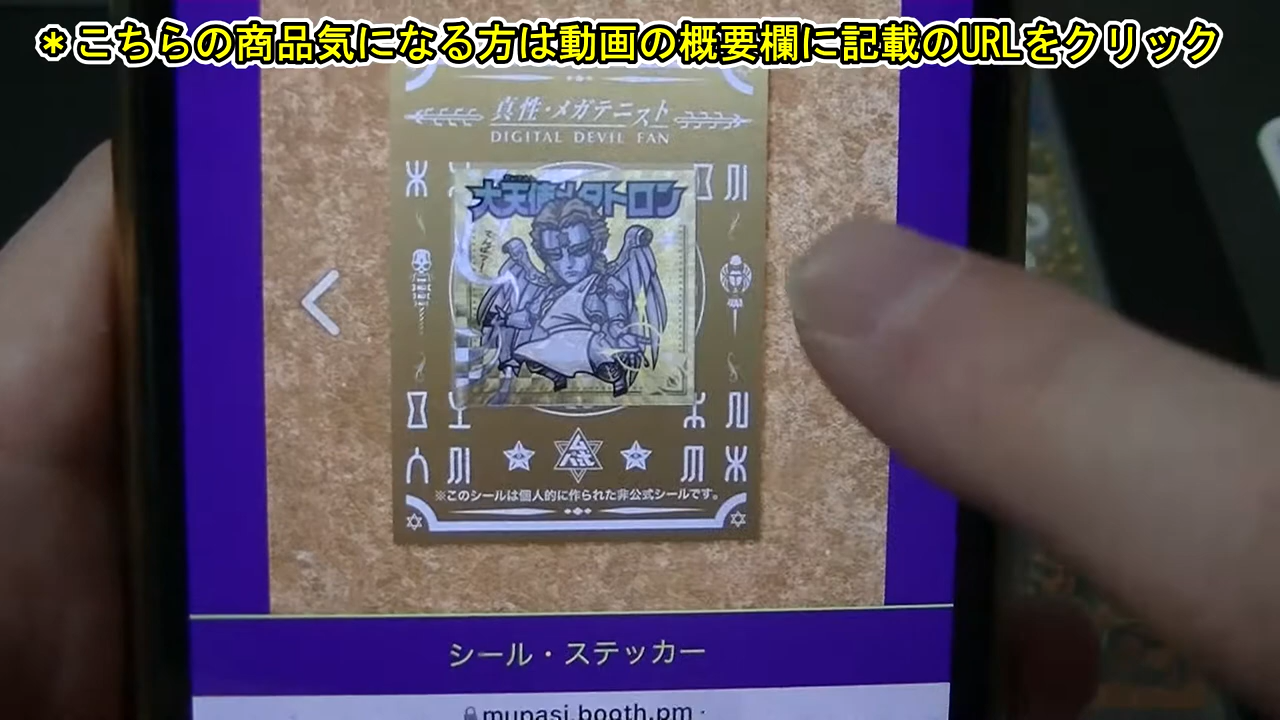 ＊こちらの商品気になる方は動画の概要欄に記載のURLをクリック
真性・メガテニスト
DIGITAL DEVIL FAN
大天使メタトロン
※このシールは個人的に作られた非公式シールです。
シール・ステッカー
mupasi.booth.pm